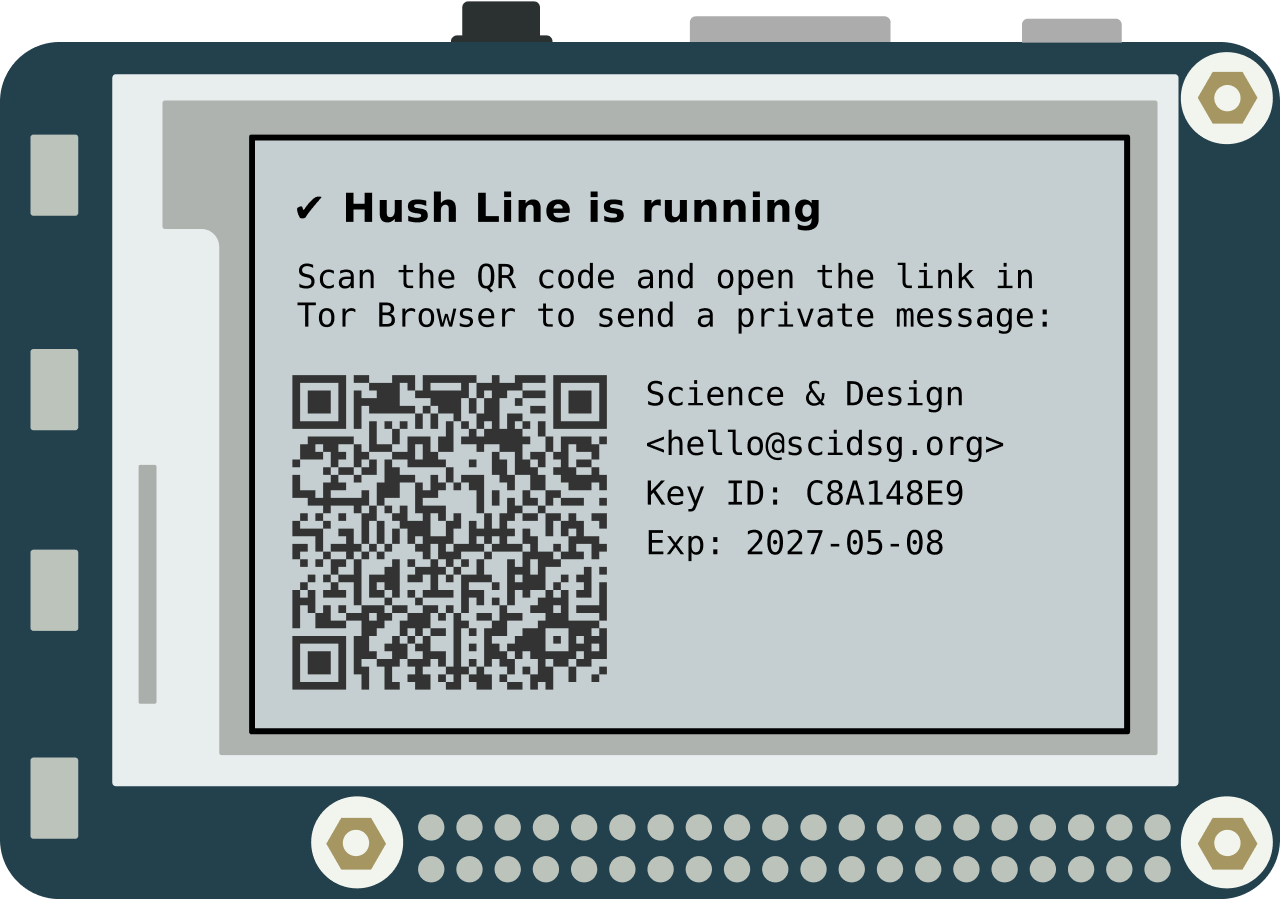 ✔ Hush Line is running
Scan the QR code and open the link in
Tor Browser to send a private message:
Science & Design
<hello@scidsg.org>
Key ID: C8A148E9
Exp: 2027-05-08